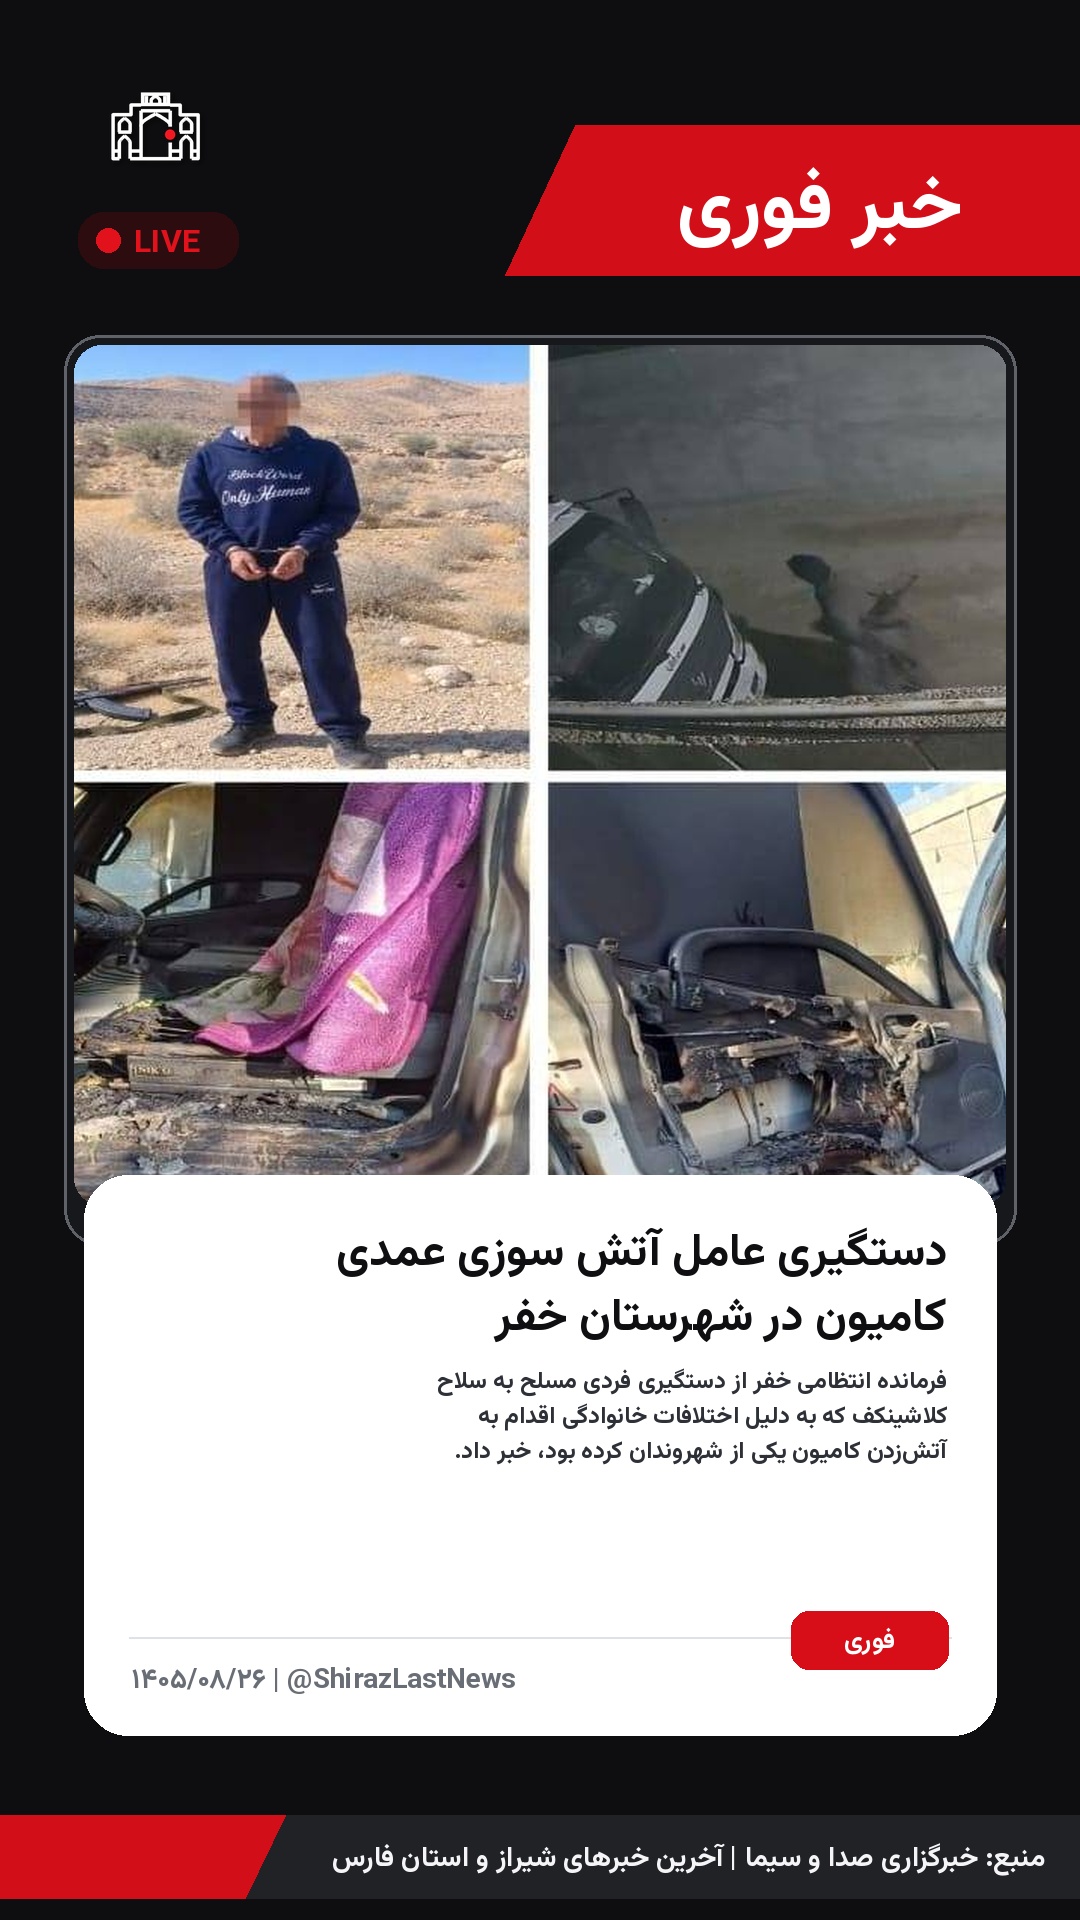 خبر فوری
LIVE
Only Human
دستگیری عامل آتش سوزی عمدی
کامیون در شهرستان خفر
فرمانده انتظامی خفر از دستگیری فردی مسلح به سلاح
کلاشینکف که به دلیل اختلافات خانوادگی اقدام به
آتش‌زدن کامیون یکی از شهروندان کرده بود، خبر داد.
فوری
۱۴۰۵/۰۸/۲۶ | @ShirazLastNews
منبع: خبرگزاری صدا و سیما | آخرین خبرهای شیراز و استان فارس